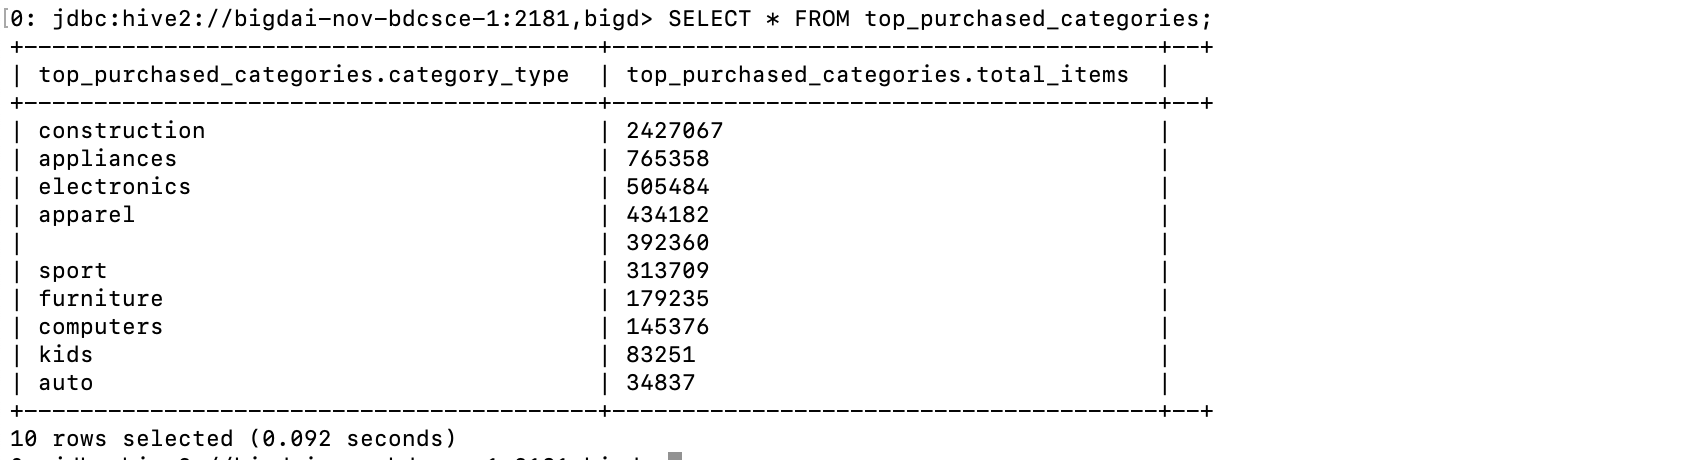 0: jdbc:hive2://bigdai-nov-bdcsce-1:2181,bigd> SELECT * FROM top_purchased_categories;
+------------------------------------------+----------------------------------------+--+
| top_purchased_categories.category_type | top_purchased_categories.total_items |
+------------------------------------------+----------------------------------------+--+
| construction | 2427067 |
| appliances | 765358 |
| electronics | 505484 |
| apparel | 434182 |
| | 392360 |
| sport | 313709 |
| furniture | 179235 |
| computers | 145376 |
| kids | 83251 |
| auto | 34837 |
+------------------------------------------+----------------------------------------+--+
10 rows selected (0.092 seconds)